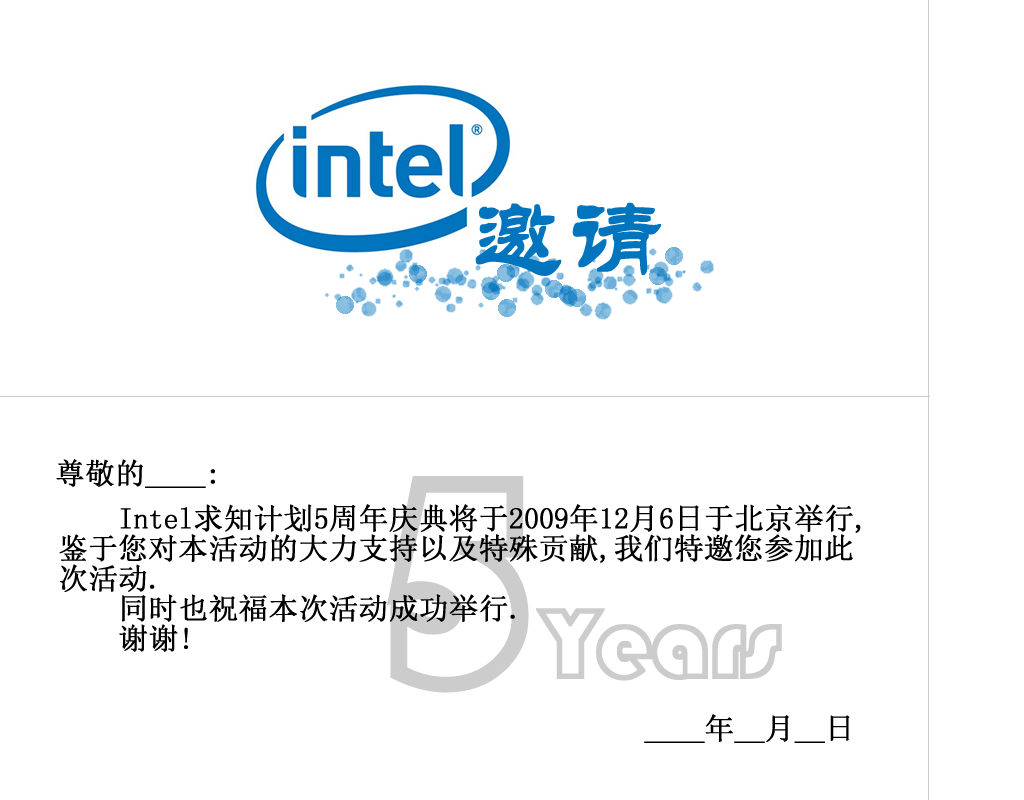 intel®
邀请
尊敬的____:
Intel求知计划5周年庆典将于2009年12月6日于北京举行,
鉴于您对本活动的大力支持以及特殊贡献,我们特邀您参加此
次活动.
同时也祝福本次活动成功举行.
谢谢!
5 Years
____年__月__日